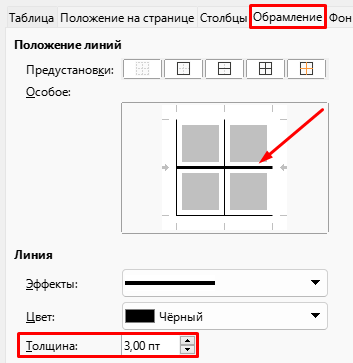 Таблица Положение на странице Столбцы Обрамление Фон
Положение линий
Предустановки:
Особое:
Линия
Эффекты:
Цвет: Чёрный
Толщина: 3,00 пт